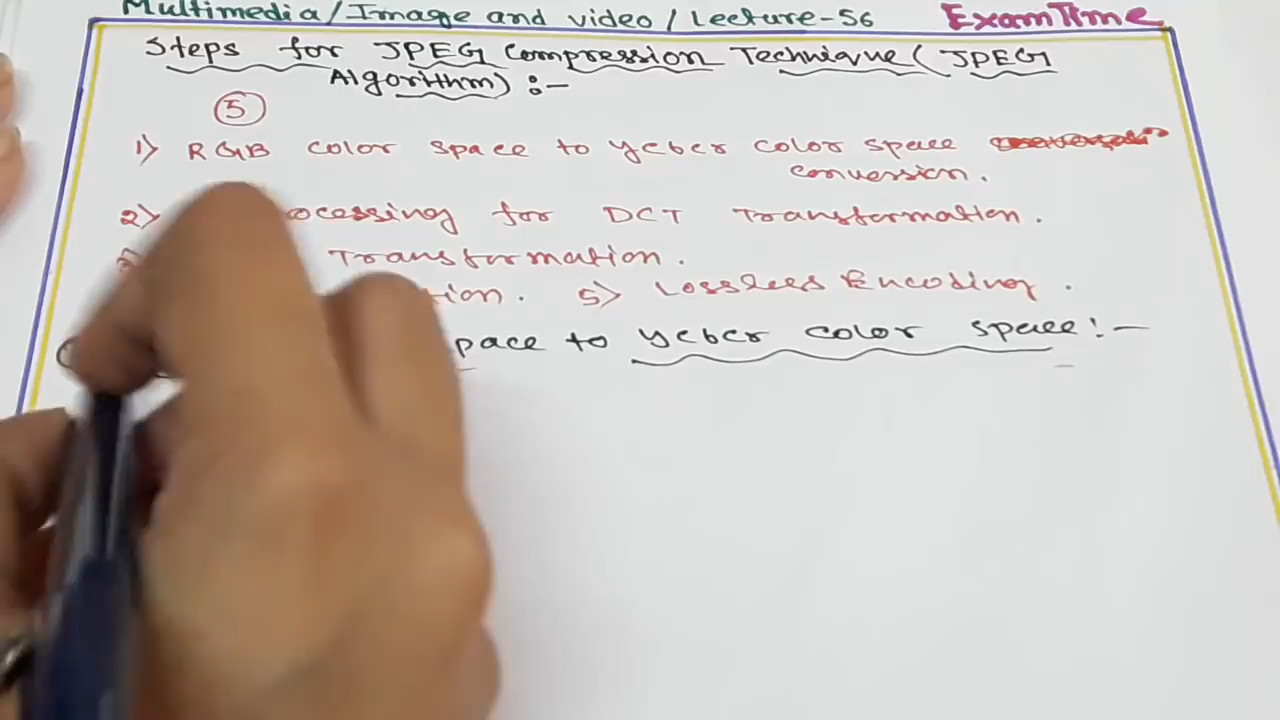 Multimedia/Image and video/Lecture-56 ExamTime
Steps for JPEG Compression Technique (JPEG
Algorithm) :-
5
1) RGB color space to ycbcr color space
conversion.
2) ocessing for DCT Transformation.
Transformation.
tion. 5) Lossless Encoding.
pace to ycbcr color space:-